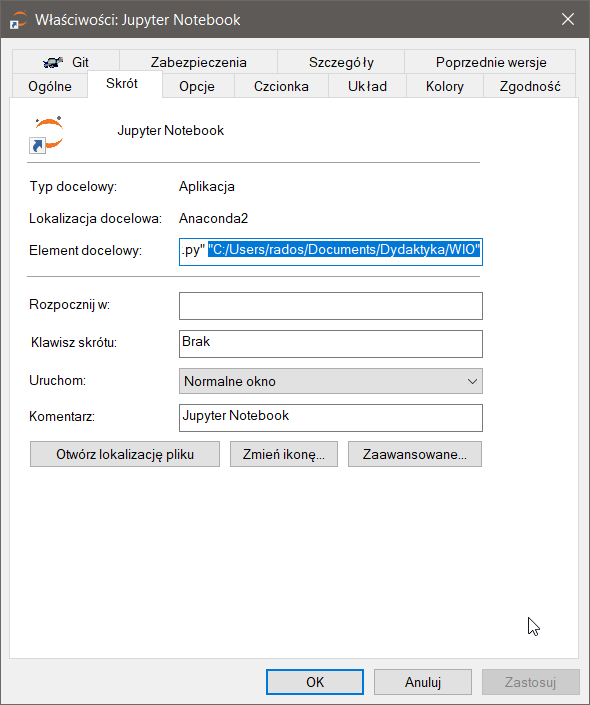 Właściwości: Jupyter Notebook
Git Zabezpieczenia Szczegóły Poprzednie wersje
Ogólne Skrót Opcje Czcionka Układ Kolory Zgodność
Jupyter Notebook
Typ docelowy: Aplikacja
Lokalizacja docelowa: Anaconda2
Element docelowy: .py" "C:/Users/rados/Documents/Dydaktyka/WIO"
Rozpocznij w:
Klawisz skrótu: Brak
Uruchom: Normalne okno
Komentarz: Jupyter Notebook
Otwórz lokalizację pliku Zmień ikonę... Zaawansowane...
OK Anuluj Zastosuj